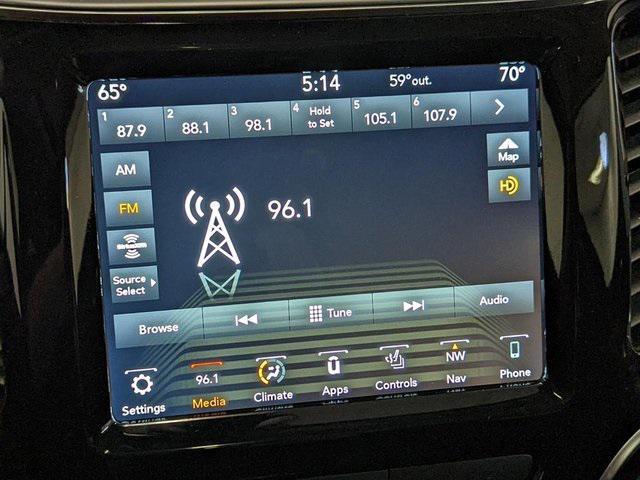 65° 5:14 59°out. 70°
1 87.9 2 88.1 3 98.1 4 Hold to Set 5 105.1 6 107.9
AM
Map
FM
HD
96.1
SiriusXM
Source
Select
Browse Tune Audio
96.1 NW
Settings Media Climate Apps Controls Nav Phone